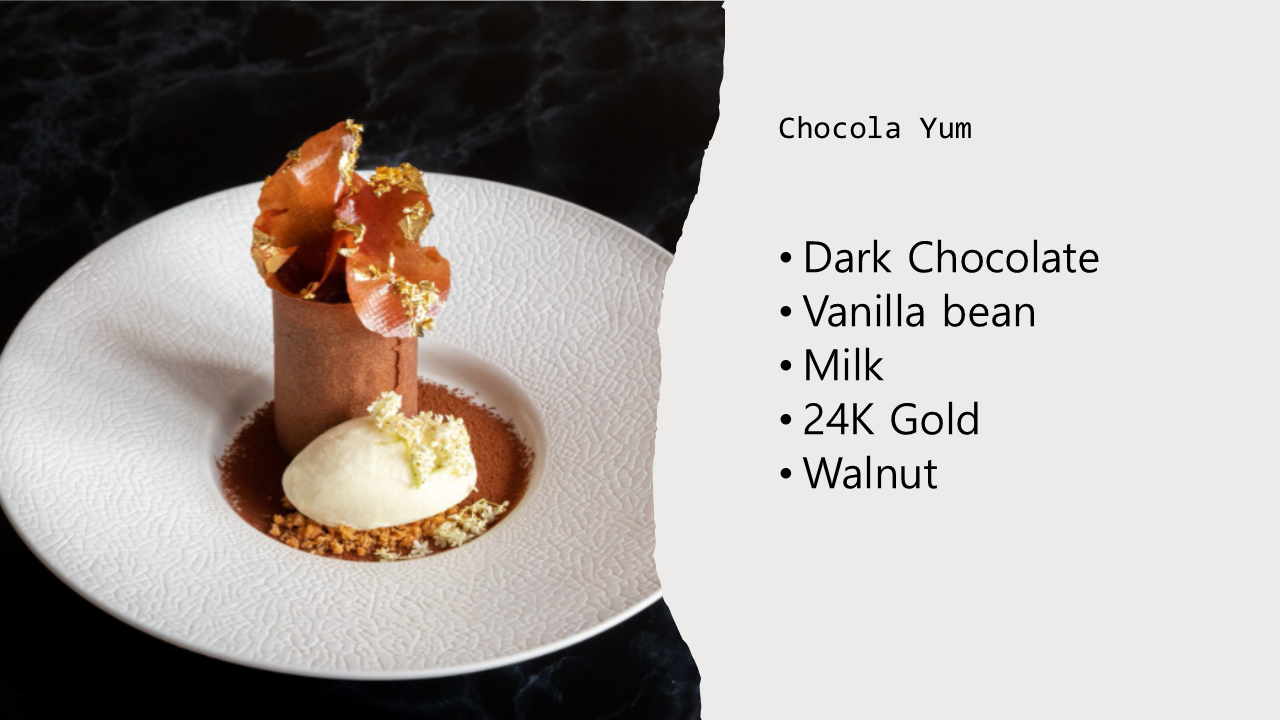 Chocola Yum
• Dark Chocolate
• Vanilla bean
• Milk
• 24K Gold
• Walnut